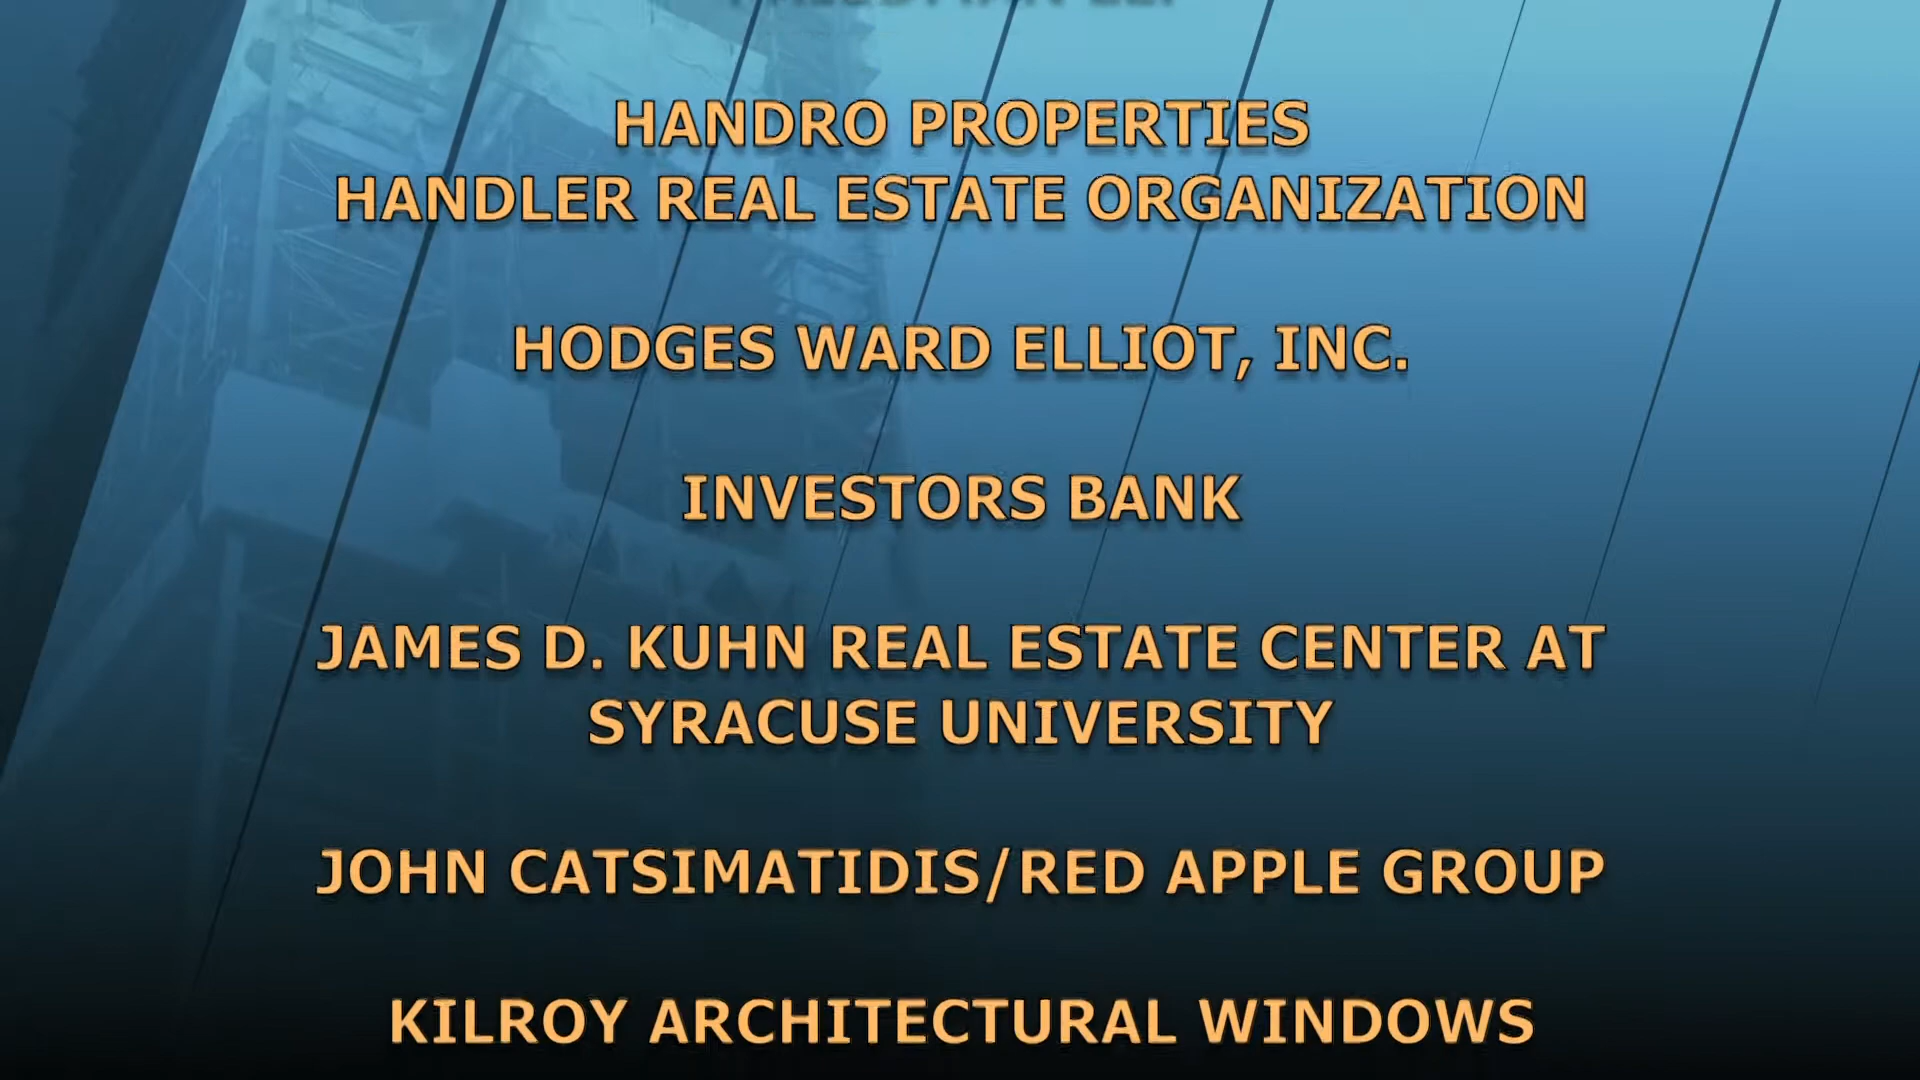 HANDRO PROPERTIES
HANDLER REAL ESTATE ORGANIZATION
HODGES WARD ELLIOT, INC.
INVESTORS BANK
JAMES D. KUHN REAL ESTATE CENTER AT
SYRACUSE UNIVERSITY
JOHN CATSIMATIDIS/RED APPLE GROUP
KILROY ARCHITECTURAL WINDOWS